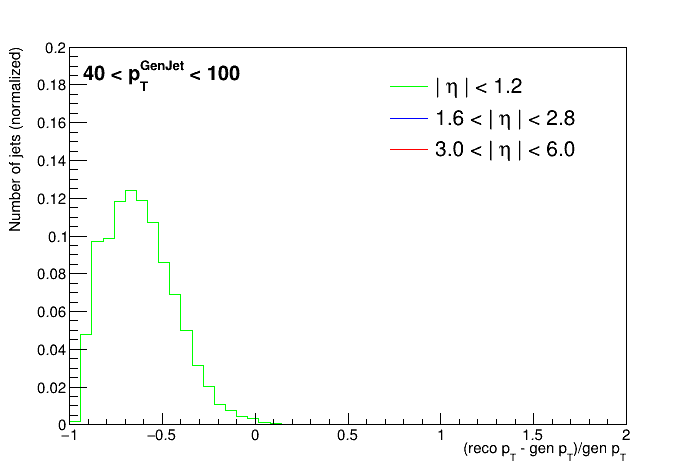 0.2
0.18
0.16
0.14
0.12
0.1
0.08
0.06
0.04
0.02
0
Number of jets (normalized)
40 < p_T^GenJet < 100
| η | < 1.2
1.6 < | η | < 2.8
3.0 < | η | < 6.0
−1 −0.5 0 0.5 1 1.5 2
(reco p_T - gen p_T)/gen p_T